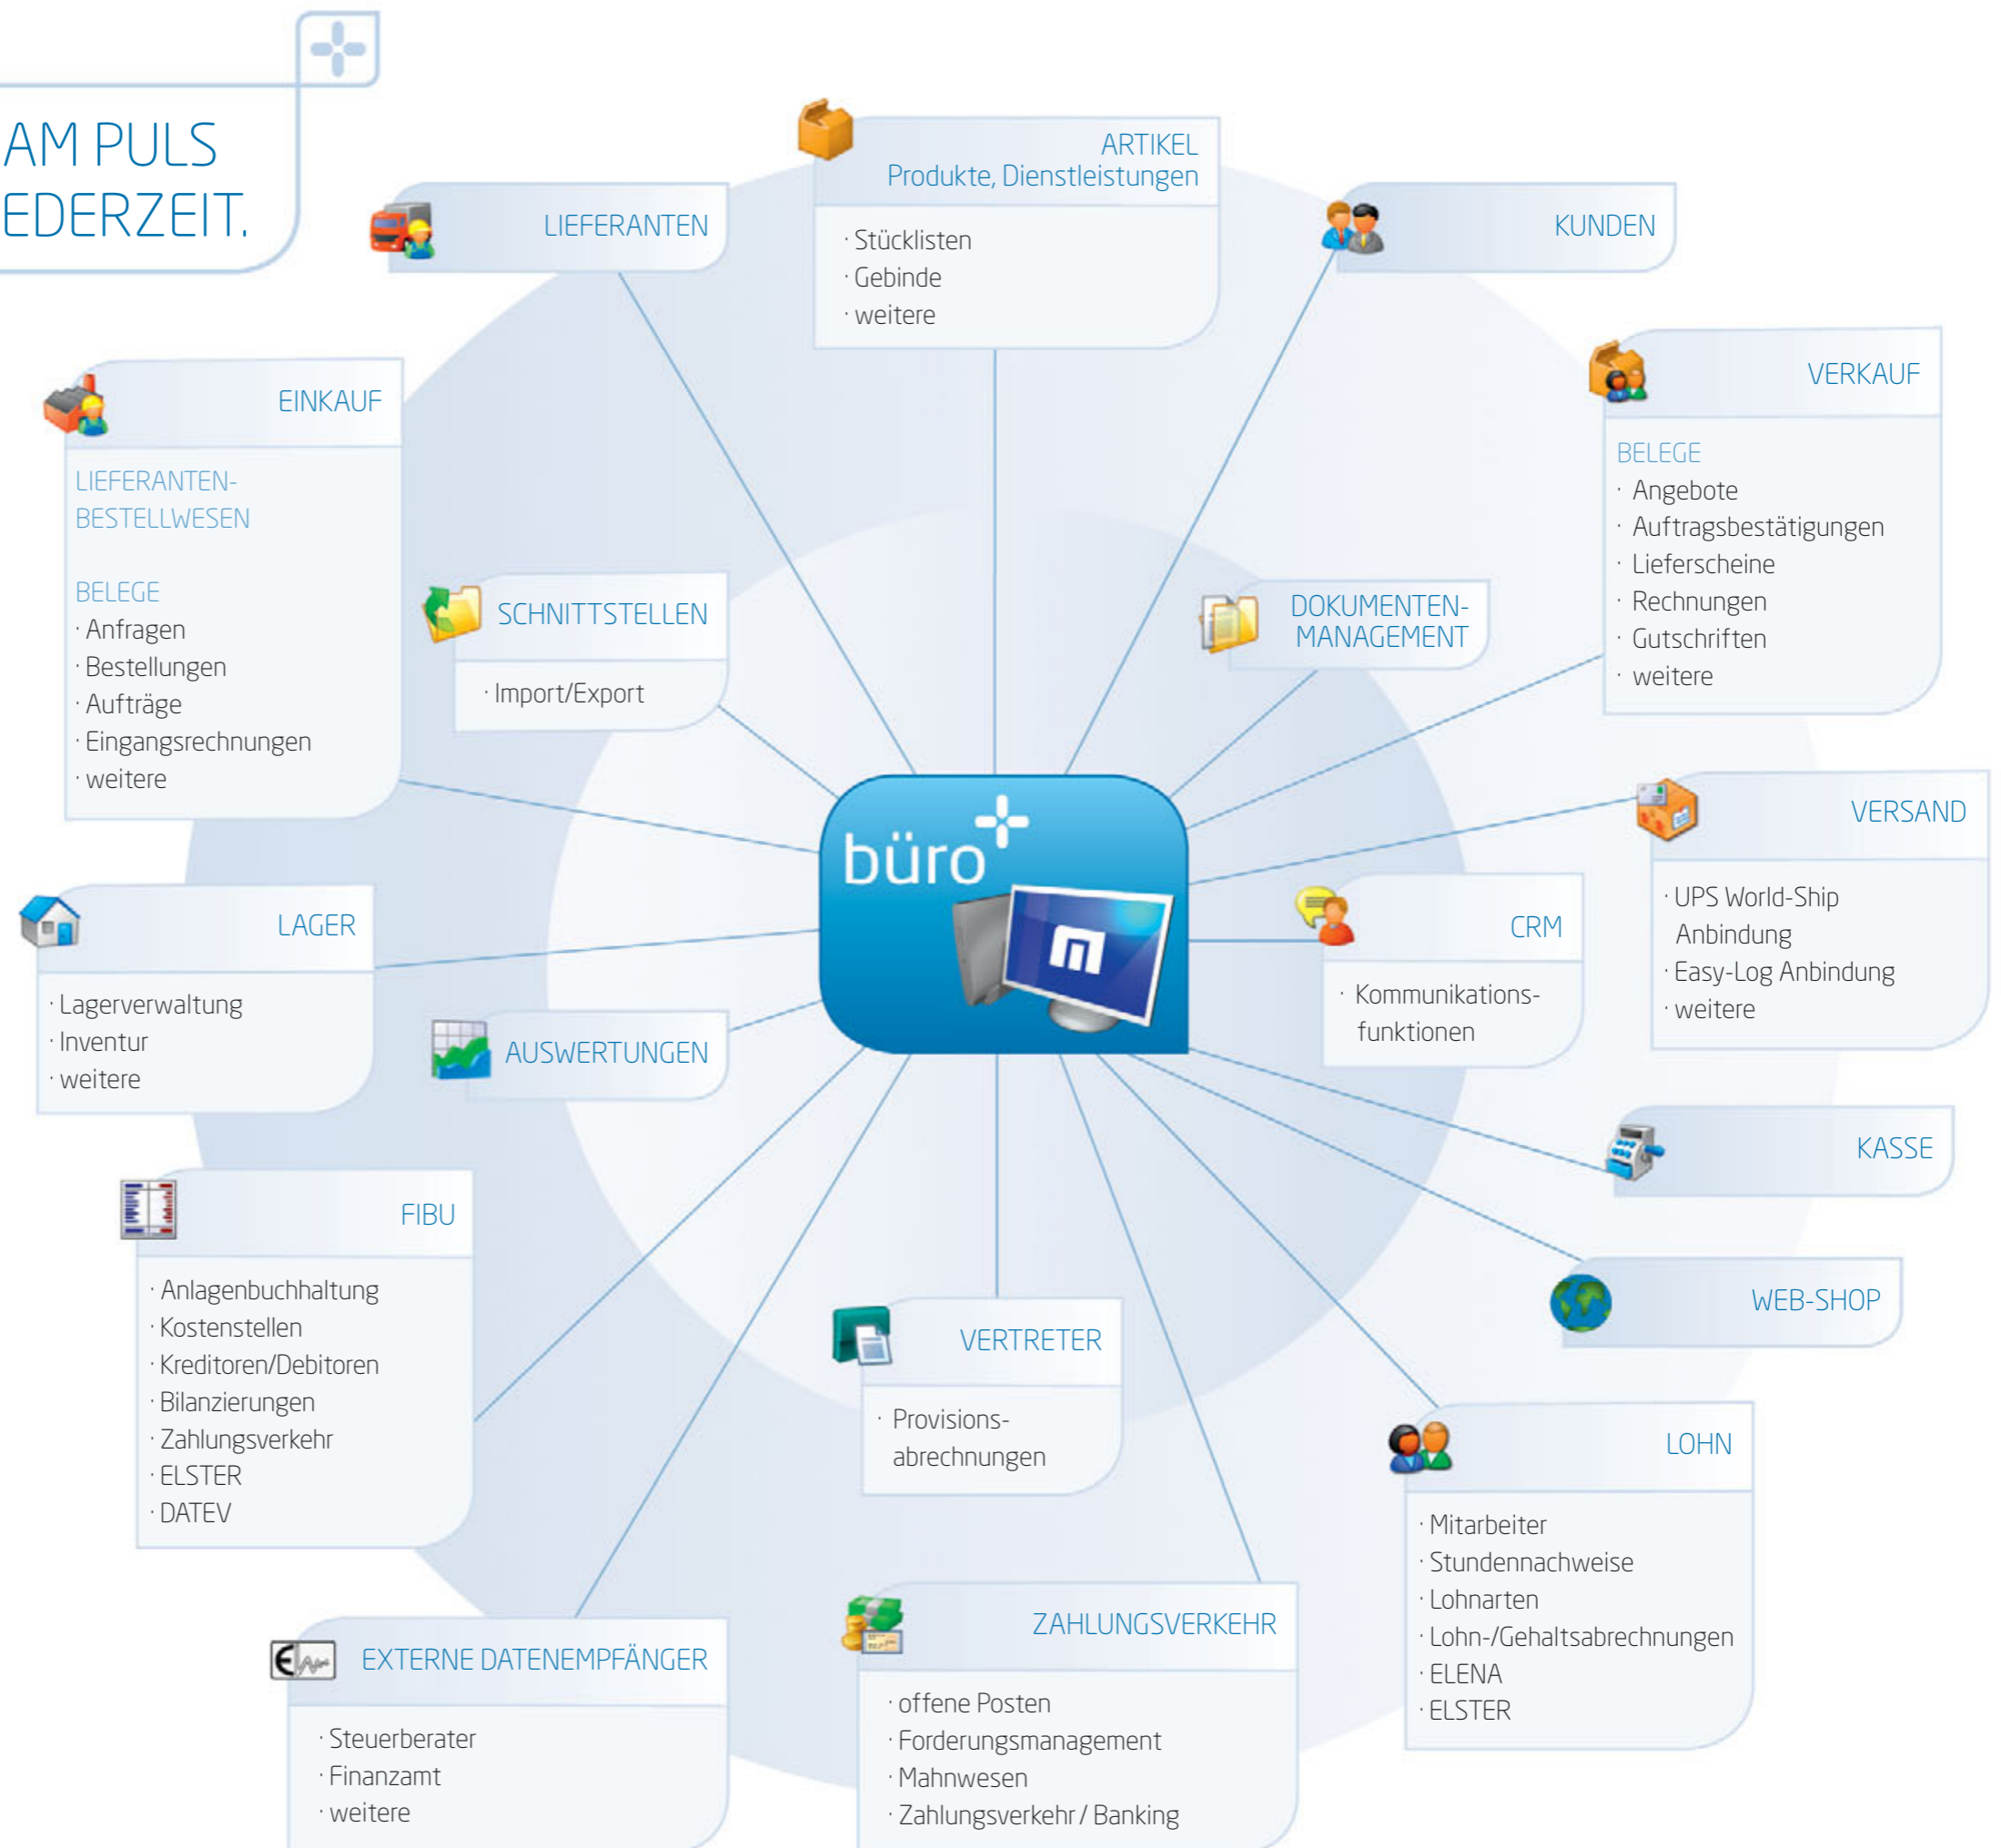 AM PULS
EDERZEIT.
LIEFERANTEN
ARTIKEL
Produkte, Dienstleistungen
· Stücklisten
· Gebinde
· weitere
KUNDEN
EINKAUF
LIEFERANTEN-
BESTELLWESEN
BELEGE
· Anfragen
· Bestellungen
· Aufträge
· Eingangsrechnungen
· weitere
SCHNITTSTELLEN
· Import/Export
DOKUMENTEN-
MANAGEMENT
VERKAUF
BELEGE
· Angebote
· Auftragsbestätigungen
· Lieferscheine
· Rechnungen
· Gutschriften
· weitere
büro+
VERSAND
· UPS World-Ship
Anbindung
· Easy-Log Anbindung
· weitere
LAGER
· Lagerverwaltung
· Inventur
· weitere
AUSWERTUNGEN
CRM
· Kommunikations-
funktionen
KASSE
WEB-SHOP
FIBU
· Anlagenbuchhaltung
· Kostenstellen
· Kreditoren/Debitoren
· Bilanzierungen
· Zahlungsverkehr
· ELSTER
· DATEV
VERTRETER
· Provisions-
abrechnungen
LOHN
· Mitarbeiter
· Stundennachweise
· Lohnarten
· Lohn-/Gehaltsabrechnungen
· ELENA
· ELSTER
EXTERNE DATENEMPFÄNGER
· Steuerberater
· Finanzamt
· weitere
ZAHLUNGSVERKEHR
· offene Posten
· Forderungsmanagement
· Mahnwesen
· Zahlungsverkehr / Banking